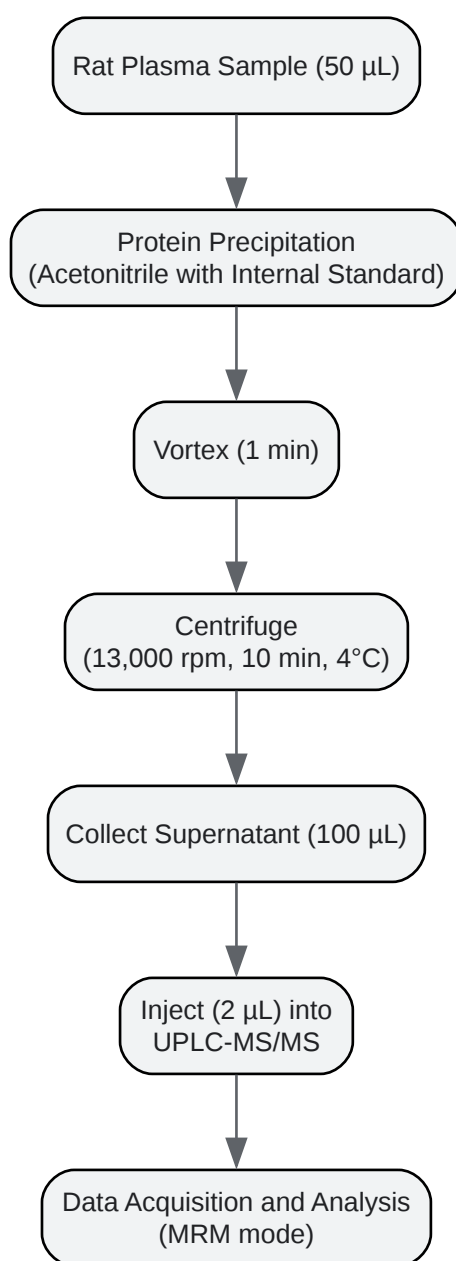 Rat Plasma Sample (50 µL)
Protein Precipitation
(Acetonitrile with Internal Standard)
Vortex (1 min)
Centrifuge
(13,000 rpm, 10 min, 4°C)
Collect Supernatant (100 µL)
Inject (2 µL) into
UPLC-MS/MS
Data Acquisition and Analysis
(MRM mode)